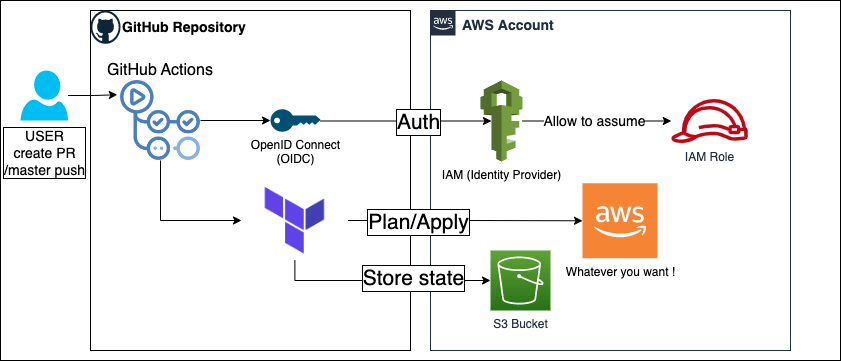 GitHub Repository
aws
AWS Account
GitHub Actions
USER
create PR
/master push
OpenID Connect
(OIDC)
Auth
IAM (Identity Provider)
Allow to assume
IAM Role
Plan/Apply
aws
Whatever you want !
Store state
S3 Bucket